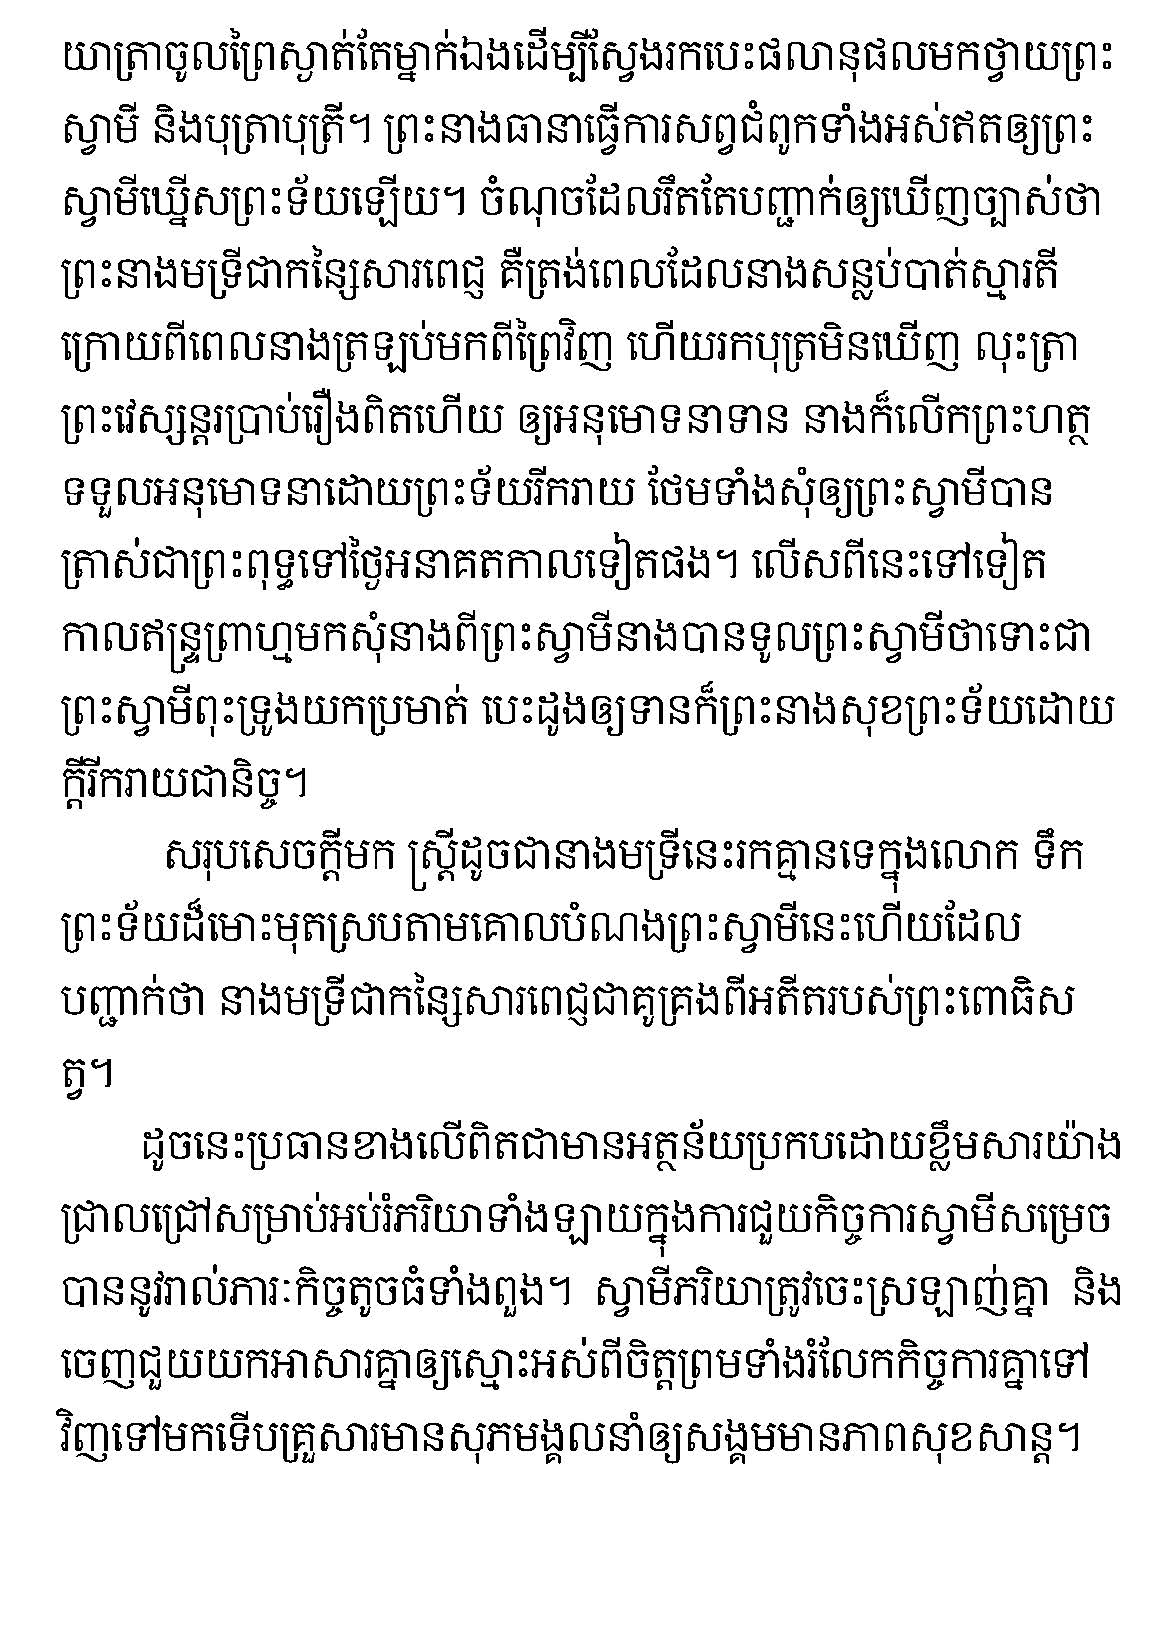 យាត្រាចូលព្រៃស្ងាត់តែម្នាក់ឯងដើម្បីស្វែងរកបេះផលានុផលមកថ្វាយព្រះ
ស្វាមី និងបុត្រាបុត្រី។ ព្រះនាងធានាធ្វើការសព្វជំពូកទាំងអស់ឥតឲ្យព្រះ
ស្វាមីឃ្នើសព្រះទ័យឡើយ។ ចំណុចដែលរឹតតែបញ្ជាក់ឲ្យឃើញច្បាស់ថា
ព្រះនាងមទ្រីជាកន្សៃសារពេជ្ញ គឺត្រង់ពេលដែលនាងសន្លប់បាត់ស្មារតី
ក្រោយពីពេលនាងត្រឡប់មកពីព្រៃវិញ ហើយរកបុត្រមិនឃើញ លុះត្រា
ព្រះវេស្សន្តរប្រាប់រឿងពិតហើយ ឲ្យអនុមោទនាទាន នាងក៏លើកព្រះហត្ថ
ទទួលអនុមោទនាដោយព្រះទ័យរីករាយ ថែមទាំងសុំឲ្យព្រះស្វាមីបាន
ត្រាស់ជាព្រះពុទ្ធទៅថ្ងៃអនាគតកាលទៀតផង។ លើសពីនេះទៅទៀត
កាលឥន្ទ្រព្រាហ្មមកសុំនាងពីព្រះស្វាមីនាងបានទូលព្រះស្វាមីថាទោះជា
ព្រះស្វាមីពុះទ្រូងយកប្រមាត់ បេះដូងឲ្យទានក៏ព្រះនាងសុខព្រះទ័យដោយ
ក្តីរីករាយជានិច្ច។
សរុបសេចក្តីមក ស្ត្រីដូចជានាងមទ្រីនេះរកគ្មានទេក្នុងលោក ទឹក
ព្រះទ័យដ៏មោះមុតស្របតាមគោលបំណងព្រះស្វាមីនេះហើយដែល
បញ្ជាក់ថា នាងមទ្រីជាកន្សៃសារពេជ្ញជាគូគ្រងពីអតីតរបស់ព្រះពោធិស
ត្វ។
ដូចនេះប្រធានខាងលើពិតជាមានអត្ថន័យប្រកបដោយខ្លឹមសារយ៉ាង
ជ្រាលជ្រៅសម្រាប់អប់រំភរិយាទាំងឡាយក្នុងការជួយកិច្ចការស្វាមីសម្រេច
បាននូវរាល់ភារៈកិច្ចតូចធំទាំងពួង។ ស្វាមីភរិយាត្រូវចេះស្រឡាញ់គ្នា និង
ចេញជួយយកអាសារគ្នាឲ្យស្មោះអស់ពីចិត្តព្រមទាំងរំលែកកិច្ចការគ្នាទៅ
វិញទៅមកទើបគ្រួសារមានសុភមង្គលនាំឲ្យសង្គមមានភាពសុខសាន្ត។